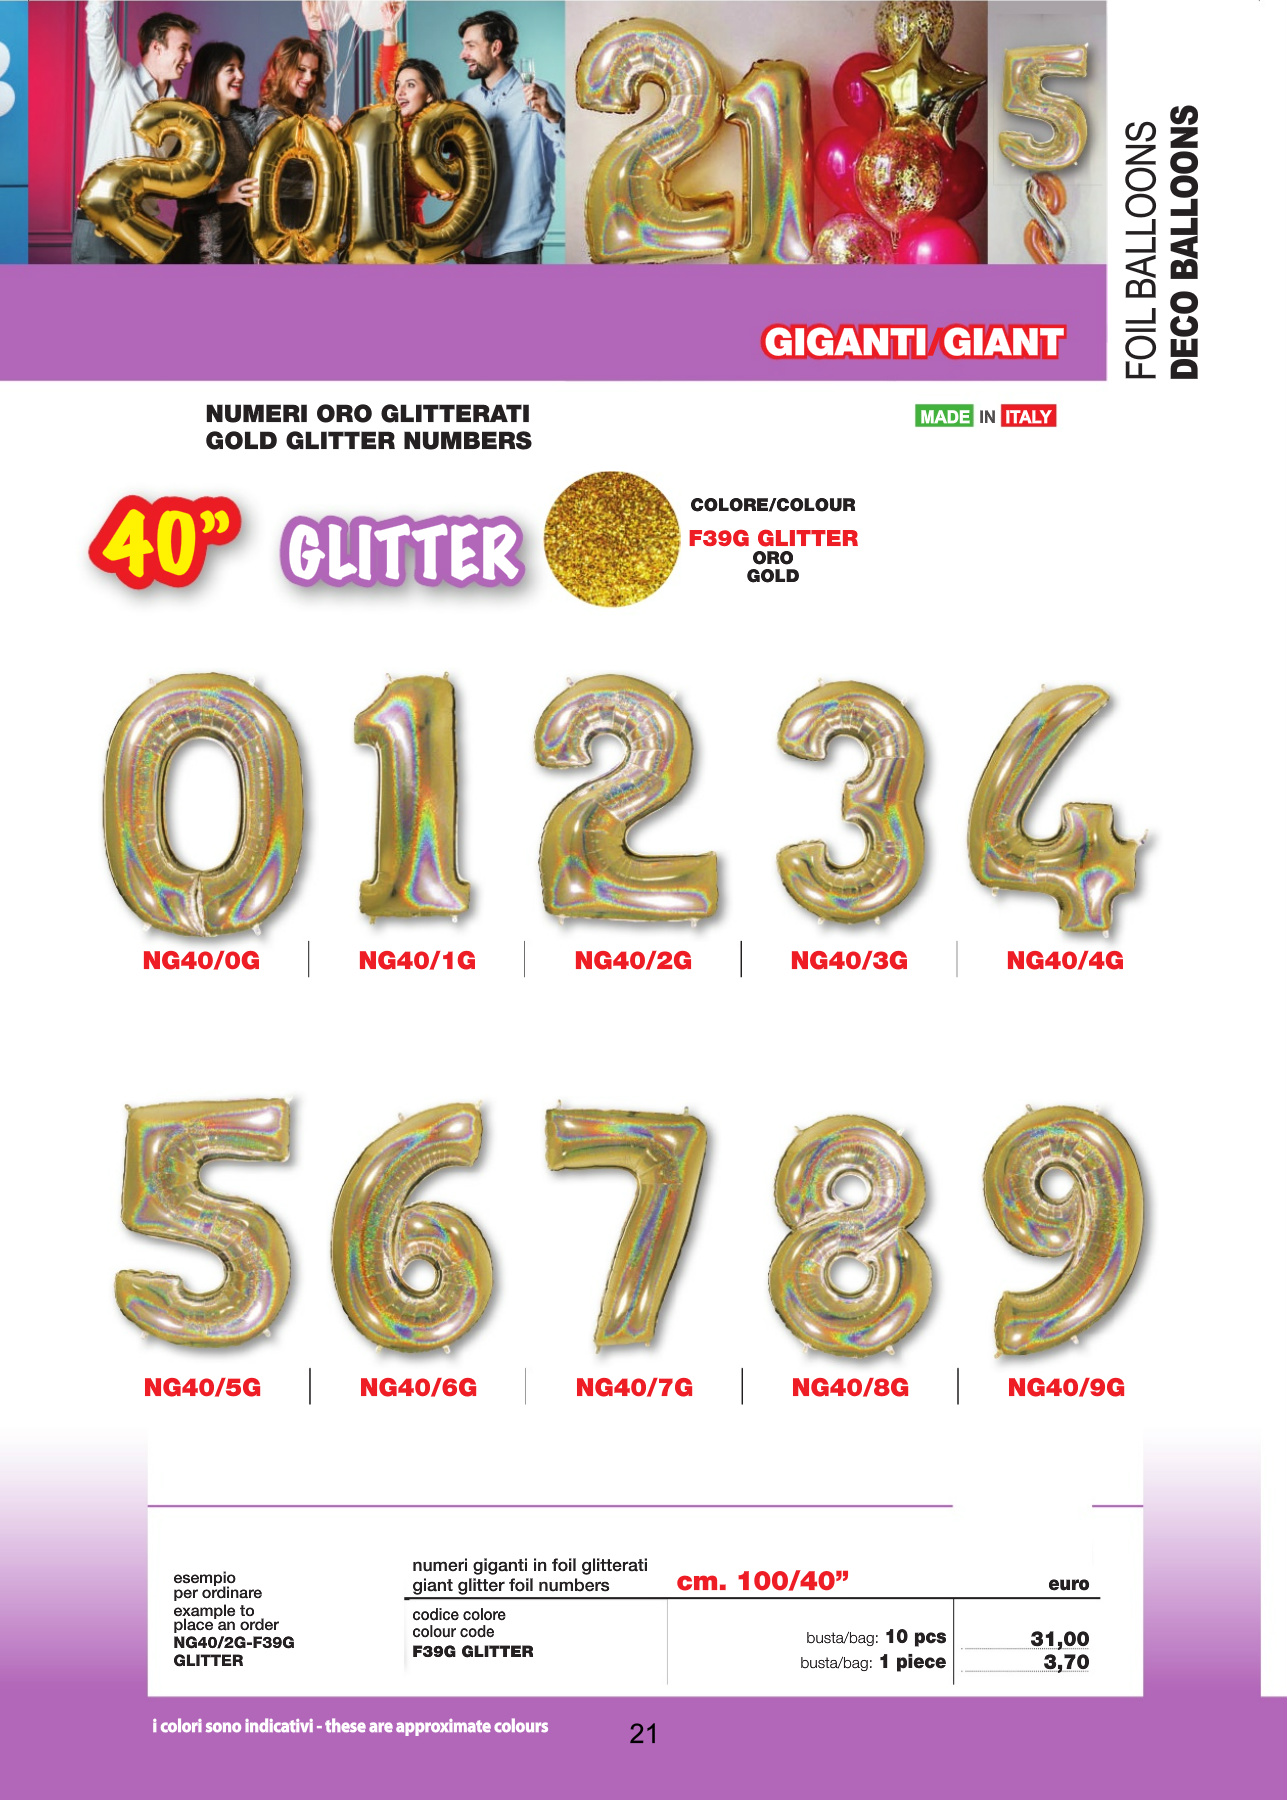 FOIL BALLOONS
DECO BALLOONS
GIGANTI/GIANT
NUMERI ORO GLITTERATI
GOLD GLITTER NUMBERS
MADE IN ITALY
40”
GLITTER
COLORE/COLOUR
F39G GLITTER
ORO
GOLD
NG40/0G
NG40/1G
NG40/2G
NG40/3G
NG40/4G
NG40/5G
NG40/6G
NG40/7G
NG40/8G
NG40/9G
esempio
per ordinare
example to
place an order
NG40/2G-F39G
GLITTER
numeri giganti in foil glitterati
giant glitter foil numbers
cm. 100/40”
euro
codice colore
colour code
F39G GLITTER
busta/bag: 10 pcs 31,00
busta/bag: 1 piece 3,70
i colori sono indicativi - these are approximate colours
21